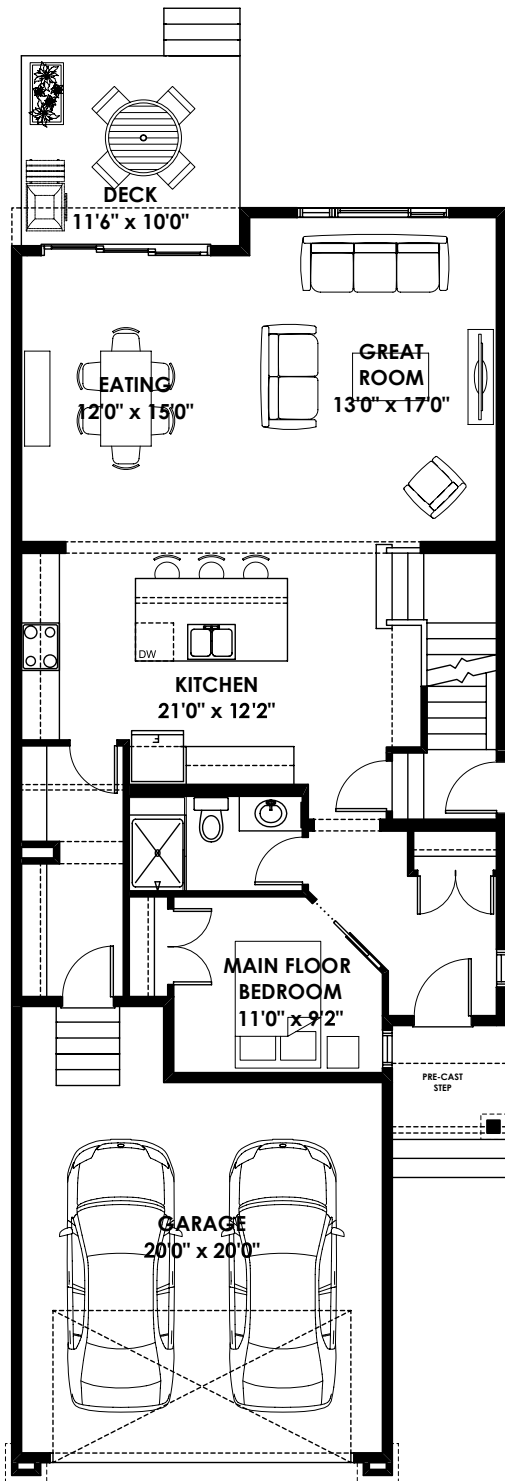 DECK
11'6" x 10'0"
EATING
12'0" x 15'0"
GREAT
ROOM
13'0" x 17'0"
DW
KITCHEN
21'0" x 12'2"
F
MAIN FLOOR
BEDROOM
11'0" x 9'2"
PRE-CAST
STEP
GARAGE
20'0" x 20'0"